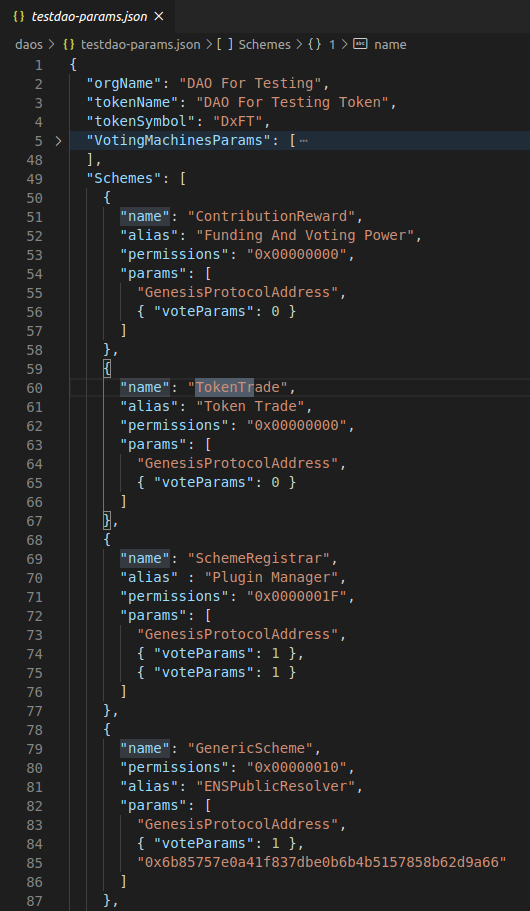 {} testdao-params.json ×
daos > {} testdao-params.json > [ ] Schemes > {} 1 > abc name
1 {
2 "orgName": "DAO For Testing",
3 "tokenName": "DAO For Testing Token",
4 "tokenSymbol": "DxFT",
5 > "VotingMachinesParams": [ ⋯
48 ],
49 "Schemes": [
50 {
51 "name": "ContributionReward",
52 "alias": "Funding And Voting Power",
53 "permissions": "0x00000000",
54 "params": [
55 "GenesisProtocolAddress",
56 { "voteParams": 0 }
57 ]
58 },
59 {
60 "name": "TokenTrade",
61 "alias": "Token Trade",
62 "permissions": "0x00000000",
63 "params": [
64 "GenesisProtocolAddress",
65 { "voteParams": 0 }
66 ]
67 },
68 {
69 "name": "SchemeRegistrar",
70 "alias" : "Plugin Manager",
71 "permissions": "0x0000001F",
72 "params": [
73 "GenesisProtocolAddress",
74 { "voteParams": 1 },
75 { "voteParams": 1 }
76 ]
77 },
78 {
79 "name": "GenericScheme",
80 "permissions": "0x00000010",
81 "alias": "ENSPublicResolver",
82 "params": [
83 "GenesisProtocolAddress",
84 { "voteParams": 1 },
85 "0x6b85757e0a41f837dbe0b6b4b5157858b62d9a66"
86 ]
87 },